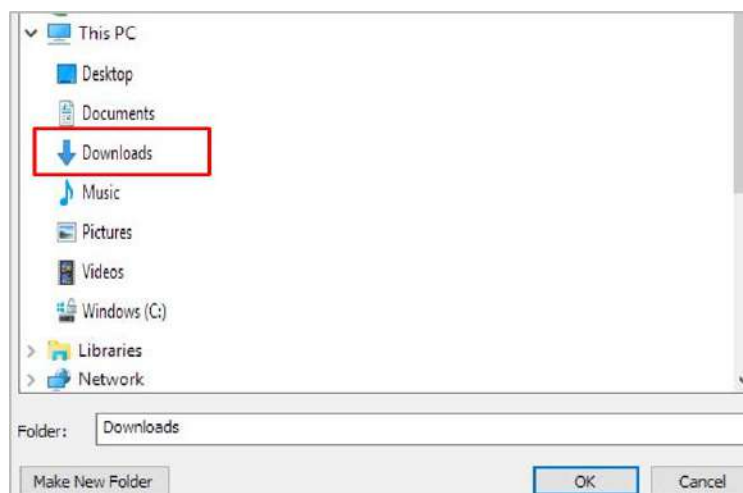 This PC
Desktop
Documents
Downloads
Music
Pictures
Videos
Windows (C:)
Libraries
Network
Folder: Downloads
Make New Folder OK Cancel